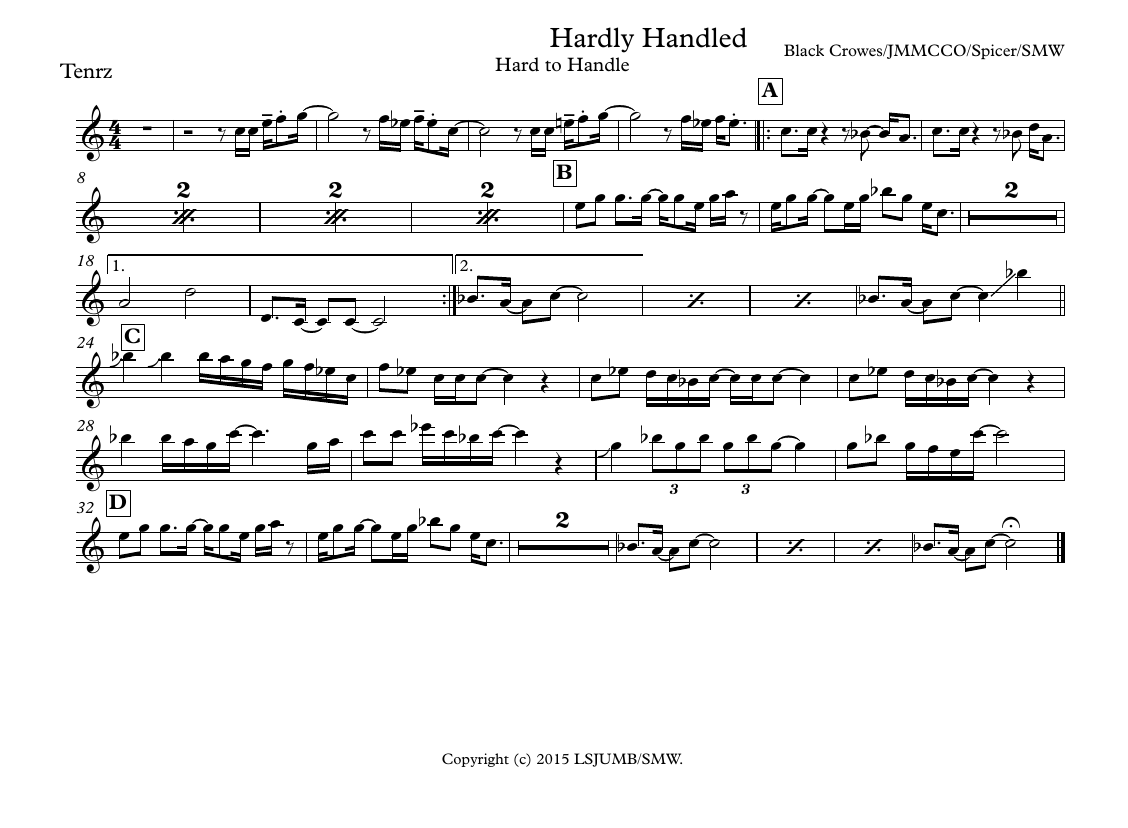 Hardly Handled
Hard to Handle
Black Crowes/JMMCCO/Spicer/SMW
Tenrz
A
4
4
8
2
2
2
B
2
18
1.
2.
24
C
28
3
3
32
D
2
Copyright (c) 2015 LSJUMB/SMW.